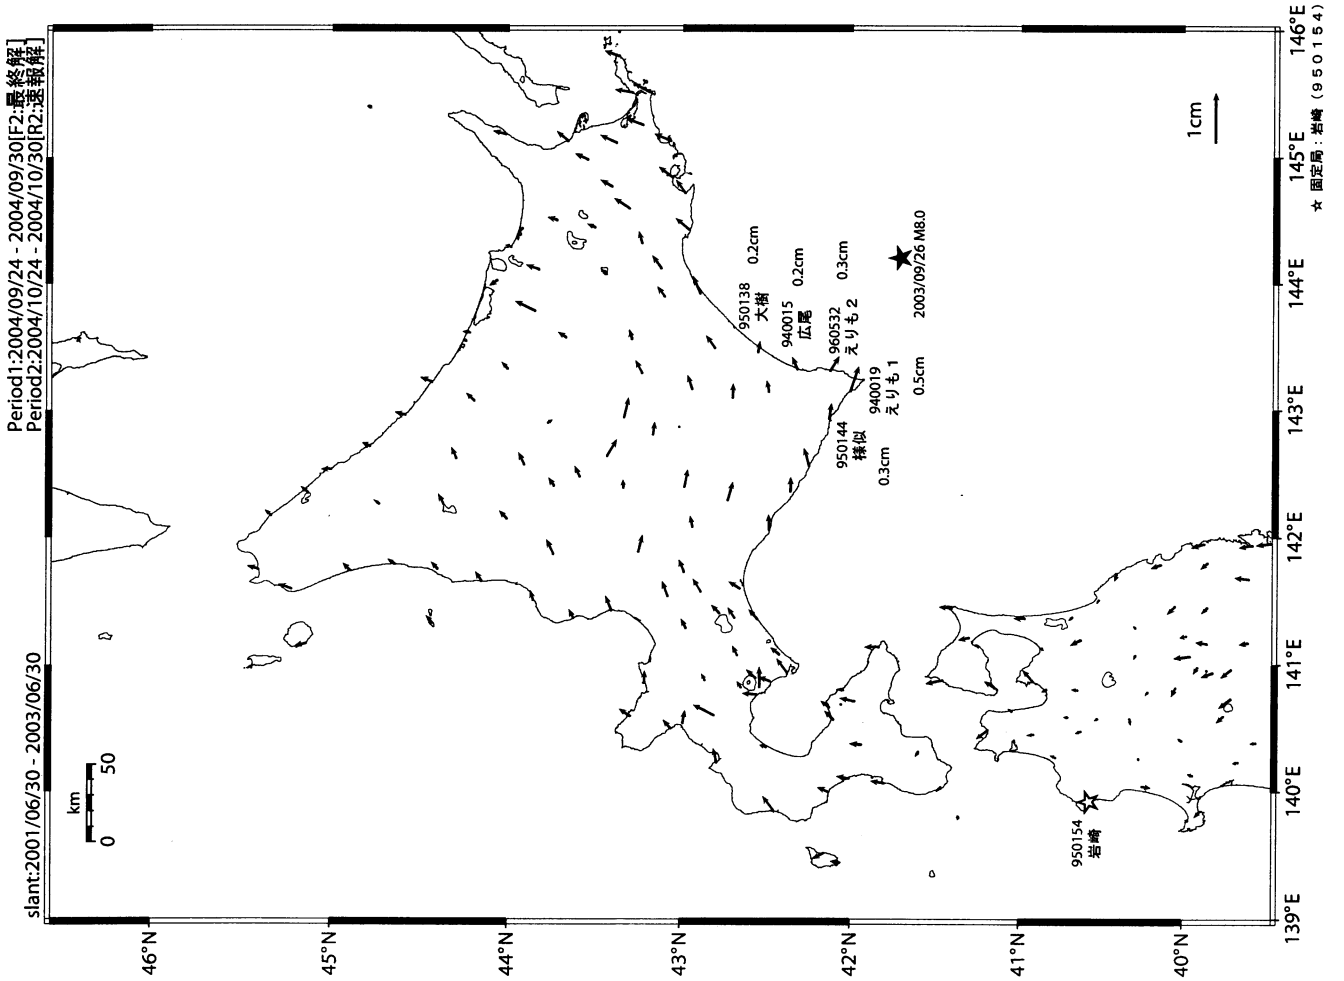 Period1:2004/09/24 - 2004/09/30[F2:最終解]
Period2:2004/10/24 - 2004/10/30[R2:速報解]
slant:2001/06/30 - 2003/06/30
km
0 50
46°N
45°N
44°N
43°N
42°N
41°N
40°N
139°E
140°E
141°E
142°E
143°E
144°E
145°E
146°E
950138
大樹
0.2cm
940015
広尾
0.2cm
960532
えりも2
0.3cm
940019
えりも1
0.5cm
950144
様似
0.3cm
2003/09/26 M8.0
950154
岩崎
1cm
☆ 固定局:岩崎 (950154)